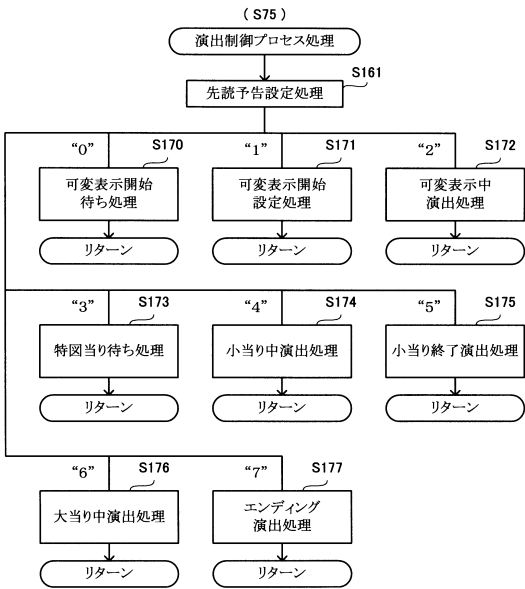 (S75)
演出制御プロセス処理
S161
先読予告設定処理
“0” S170 “1” S171 “2” S172
可変表示開始 可変表示開始 可変表示中
待ち処理 設定処理 演出処理
リターン リターン リターン
“3” S173 “4” S174 “5” S175
特図当り待ち処理 小当り中演出処理 小当り終了演出処理
リターン リターン リターン
“6” S176 “7” S177
大当り中演出処理 エンディング
演出処理
リターン リターン